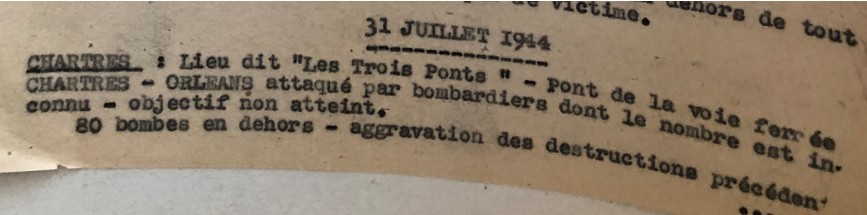 victime. dehors de tout
31 JUILLET 1944
CHARTRES : Lieu dit "Les Trois Ponts " - Pont de la voie ferrée
CHARTRES - ORLEANS attaqué par bombardiers dont le nombre est in-
connu - objectif non atteint.
80 bombes en dehors - aggravation des destructions précéden